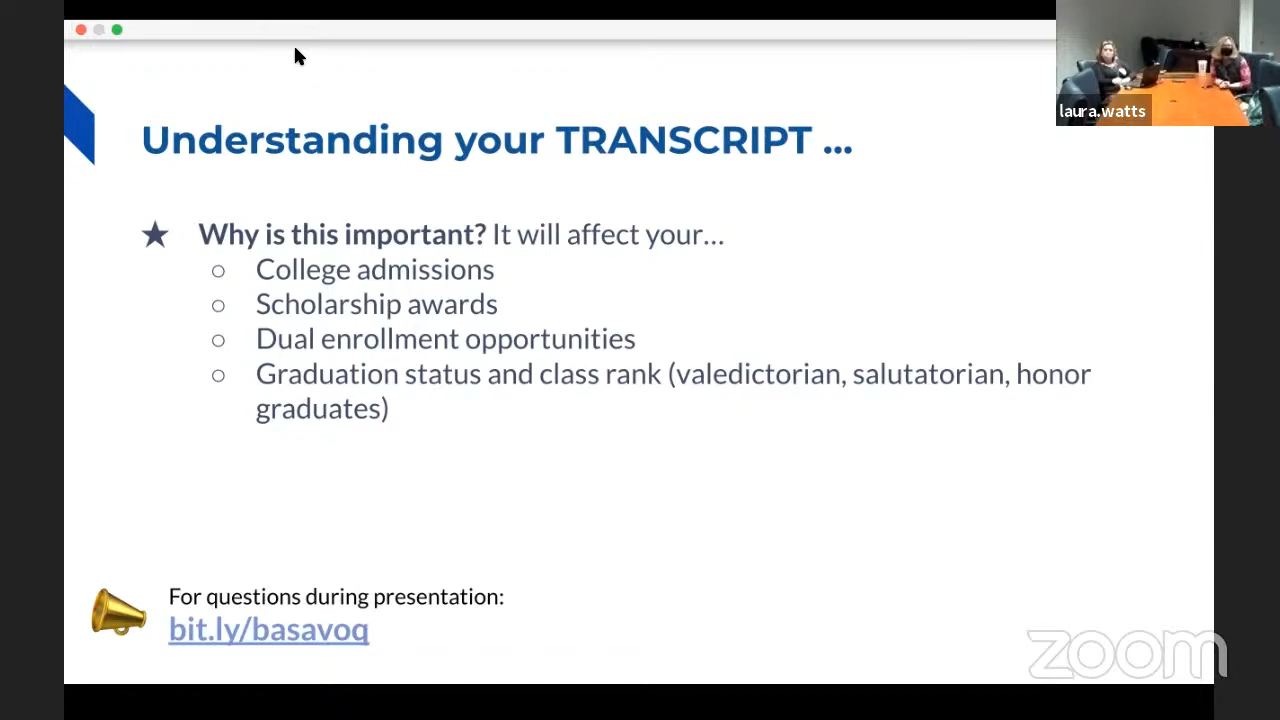 laura.watts
Understanding your TRANSCRIPT ...
★ Why is this important? It will affect your...
○ College admissions
○ Scholarship awards
○ Dual enrollment opportunities
○ Graduation status and class rank (valedictorian, salutatorian, honor
graduates)
For questions during presentation:
bit.ly/basavoq
zoom